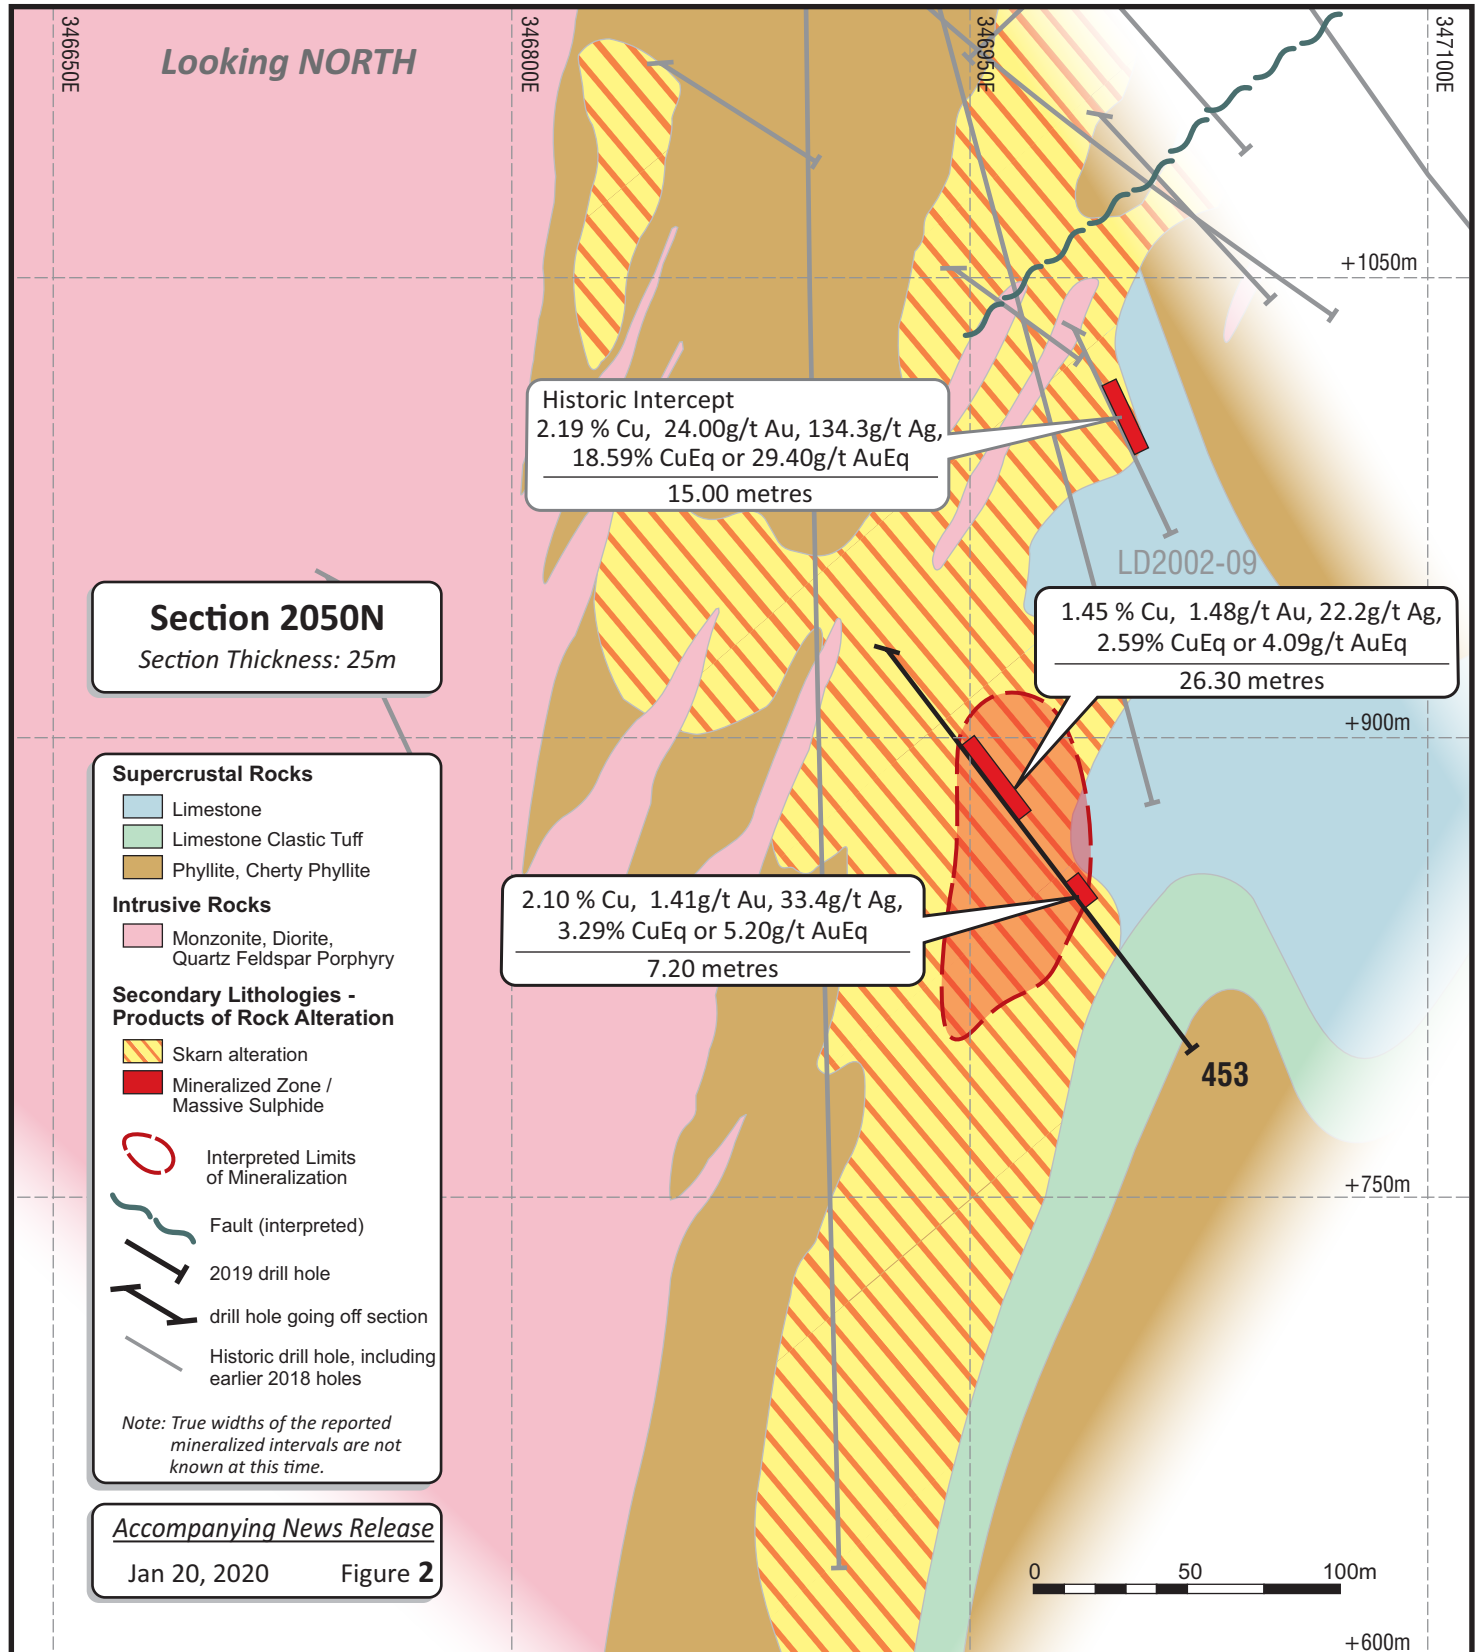 346650E
346800E
346950E
347100E
Looking NORTH
+1050m
Historic Intercept
2.19 % Cu, 24.00g/t Au, 134.3g/t Ag,
18.59% CuEq or 29.40g/t AuEq
15.00 metres
LD2002-09
Section 2050N
Section Thickness: 25m
1.45 % Cu, 1.48g/t Au, 22.2g/t Ag,
2.59% CuEq or 4.09g/t AuEq
26.30 metres
+900m
2.10 % Cu, 1.41g/t Au, 33.4g/t Ag,
3.29% CuEq or 5.20g/t AuEq
7.20 metres
453
+750m
Supercrustal Rocks
Limestone
Limestone Clastic Tuff
Phyllite, Cherty Phyllite
Intrusive Rocks
Monzonite, Diorite,
Quartz Feldspar Porphyry
Secondary Lithologies -
Products of Rock Alteration
Skarn alteration
Mineralized Zone /
Massive Sulphide
Interpreted Limits
of Mineralization
Fault (interpreted)
2019 drill hole
drill hole going off section
Historic drill hole, including
earlier 2018 holes
Note: True widths of the reported
mineralized intervals are not
known at this time.
Accompanying News Release
Jan 20, 2020 Figure 2
0 50 100m
+600m